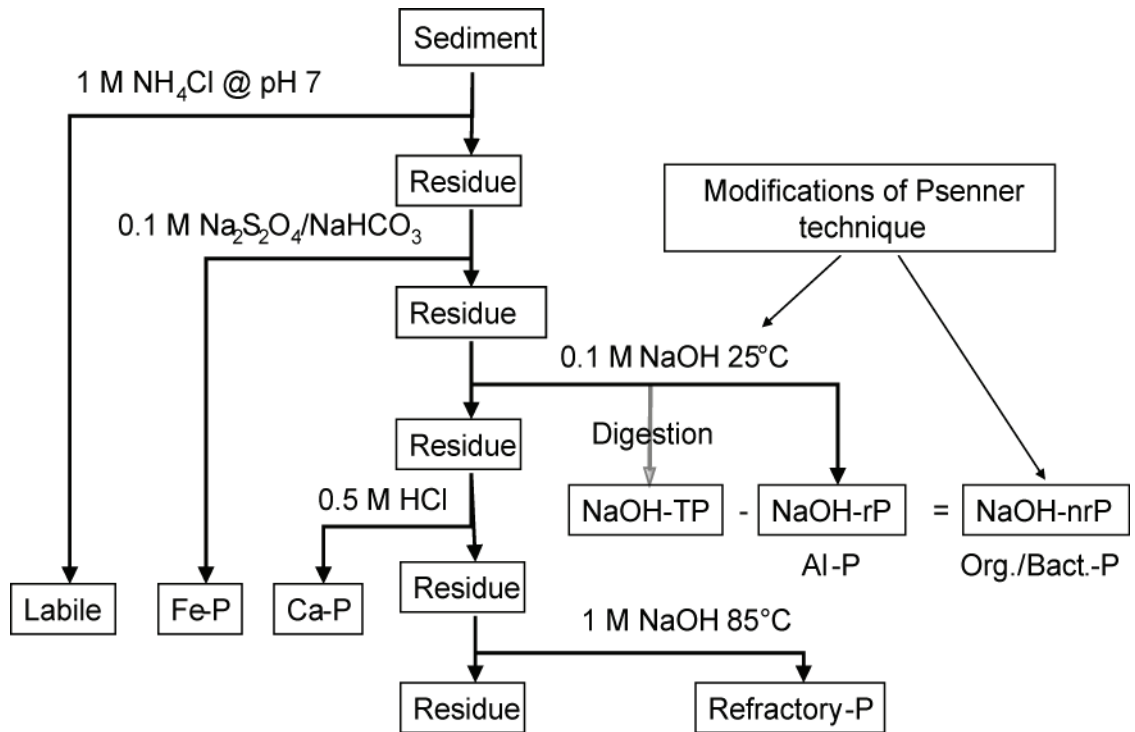 Sediment
1 M NH₄Cl @ pH 7
Residue
Modifications of Psenner
technique
0.1 M Na₂S₂O₄/NaHCO₃
Residue
0.1 M NaOH 25°C
Residue
Digestion
0.5 M HCl
NaOH-TP - NaOH-rP = NaOH-nrP
Al-P Org./Bact.-P
Residue
Labile Fe-P Ca-P
1 M NaOH 85°C
Residue Refractory-P